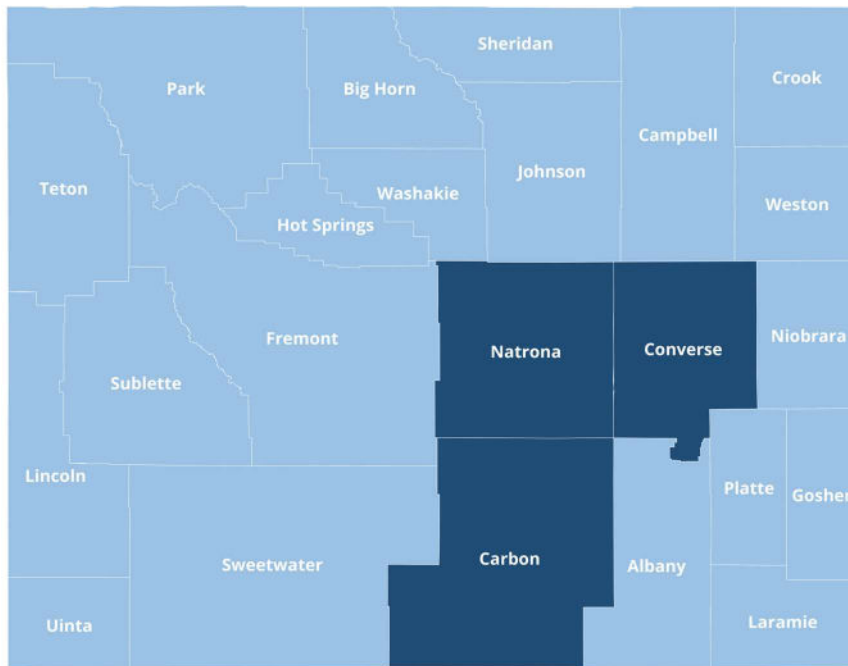 Sheridan
Park
Big Horn
Crook
Campbell
Johnson
Teton
Washakie
Weston
Hot Springs
Fremont
Natrona
Converse
Niobrara
Sublette
Lincoln
Platte
Goshen
Sweetwater
Carbon
Albany
Uinta
Laramie